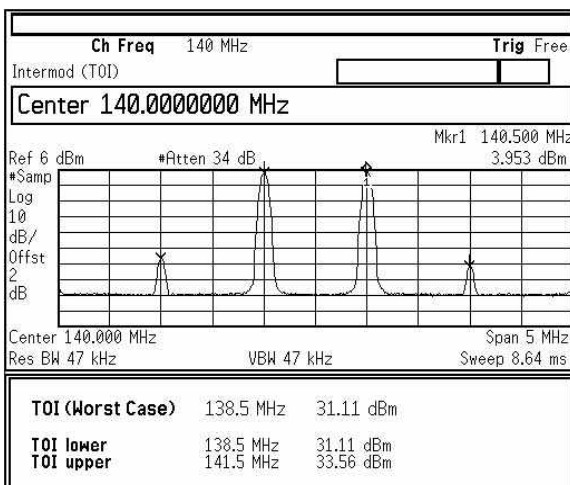 Ch Freq 140 MHz Trig Free
Intermod (TOI)
Center 140.0000000 MHz
Mkr1 140.500 MHz
Ref 6 dBm #Atten 34 dB 3.953 dBm
#Samp
Log
10
dB/
Offst
2
dB
1
Center 140.000 MHz Span 5 MHz
Res BW 47 kHz VBW 47 kHz Sweep 8.64 ms
TOI (Worst Case) 138.5 MHz 31.11 dBm
TOI lower 138.5 MHz 31.11 dBm
TOI upper 141.5 MHz 33.56 dBm